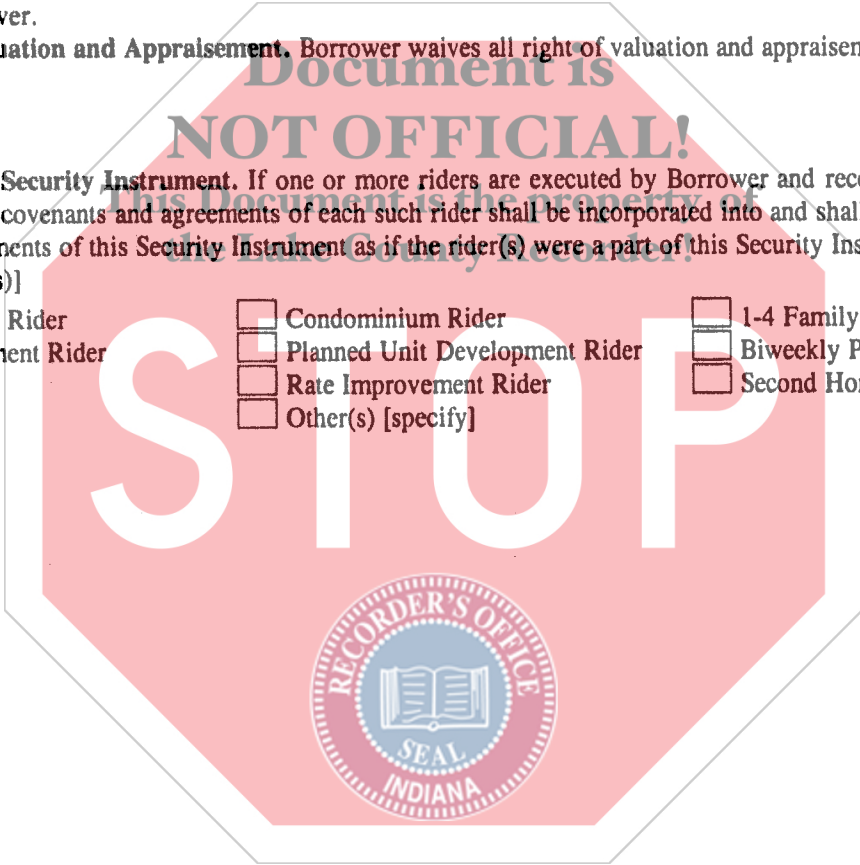 ver.
uation and Appraisement. Borrower waives all right of valuation and appraisen
Document is
NOT OFFICIAL!
Security Instrument. If one or more riders are executed by Borrower and rec
This Document is the property of
covenants and agreements of each such rider shall be incorporated into and shal
the Lake County Recorder!
nents of this Security Instrument as if the rider(s) were a part of this Security Ins
s)]
Rider
Condominium Rider
1-4 Family
nent Rider
Planned Unit Development Rider
Biweekly P
Rate Improvement Rider
Second Ho
Other(s) [specify]
STOP
RECORDER'S OFFICE
SEAL
INDIANA